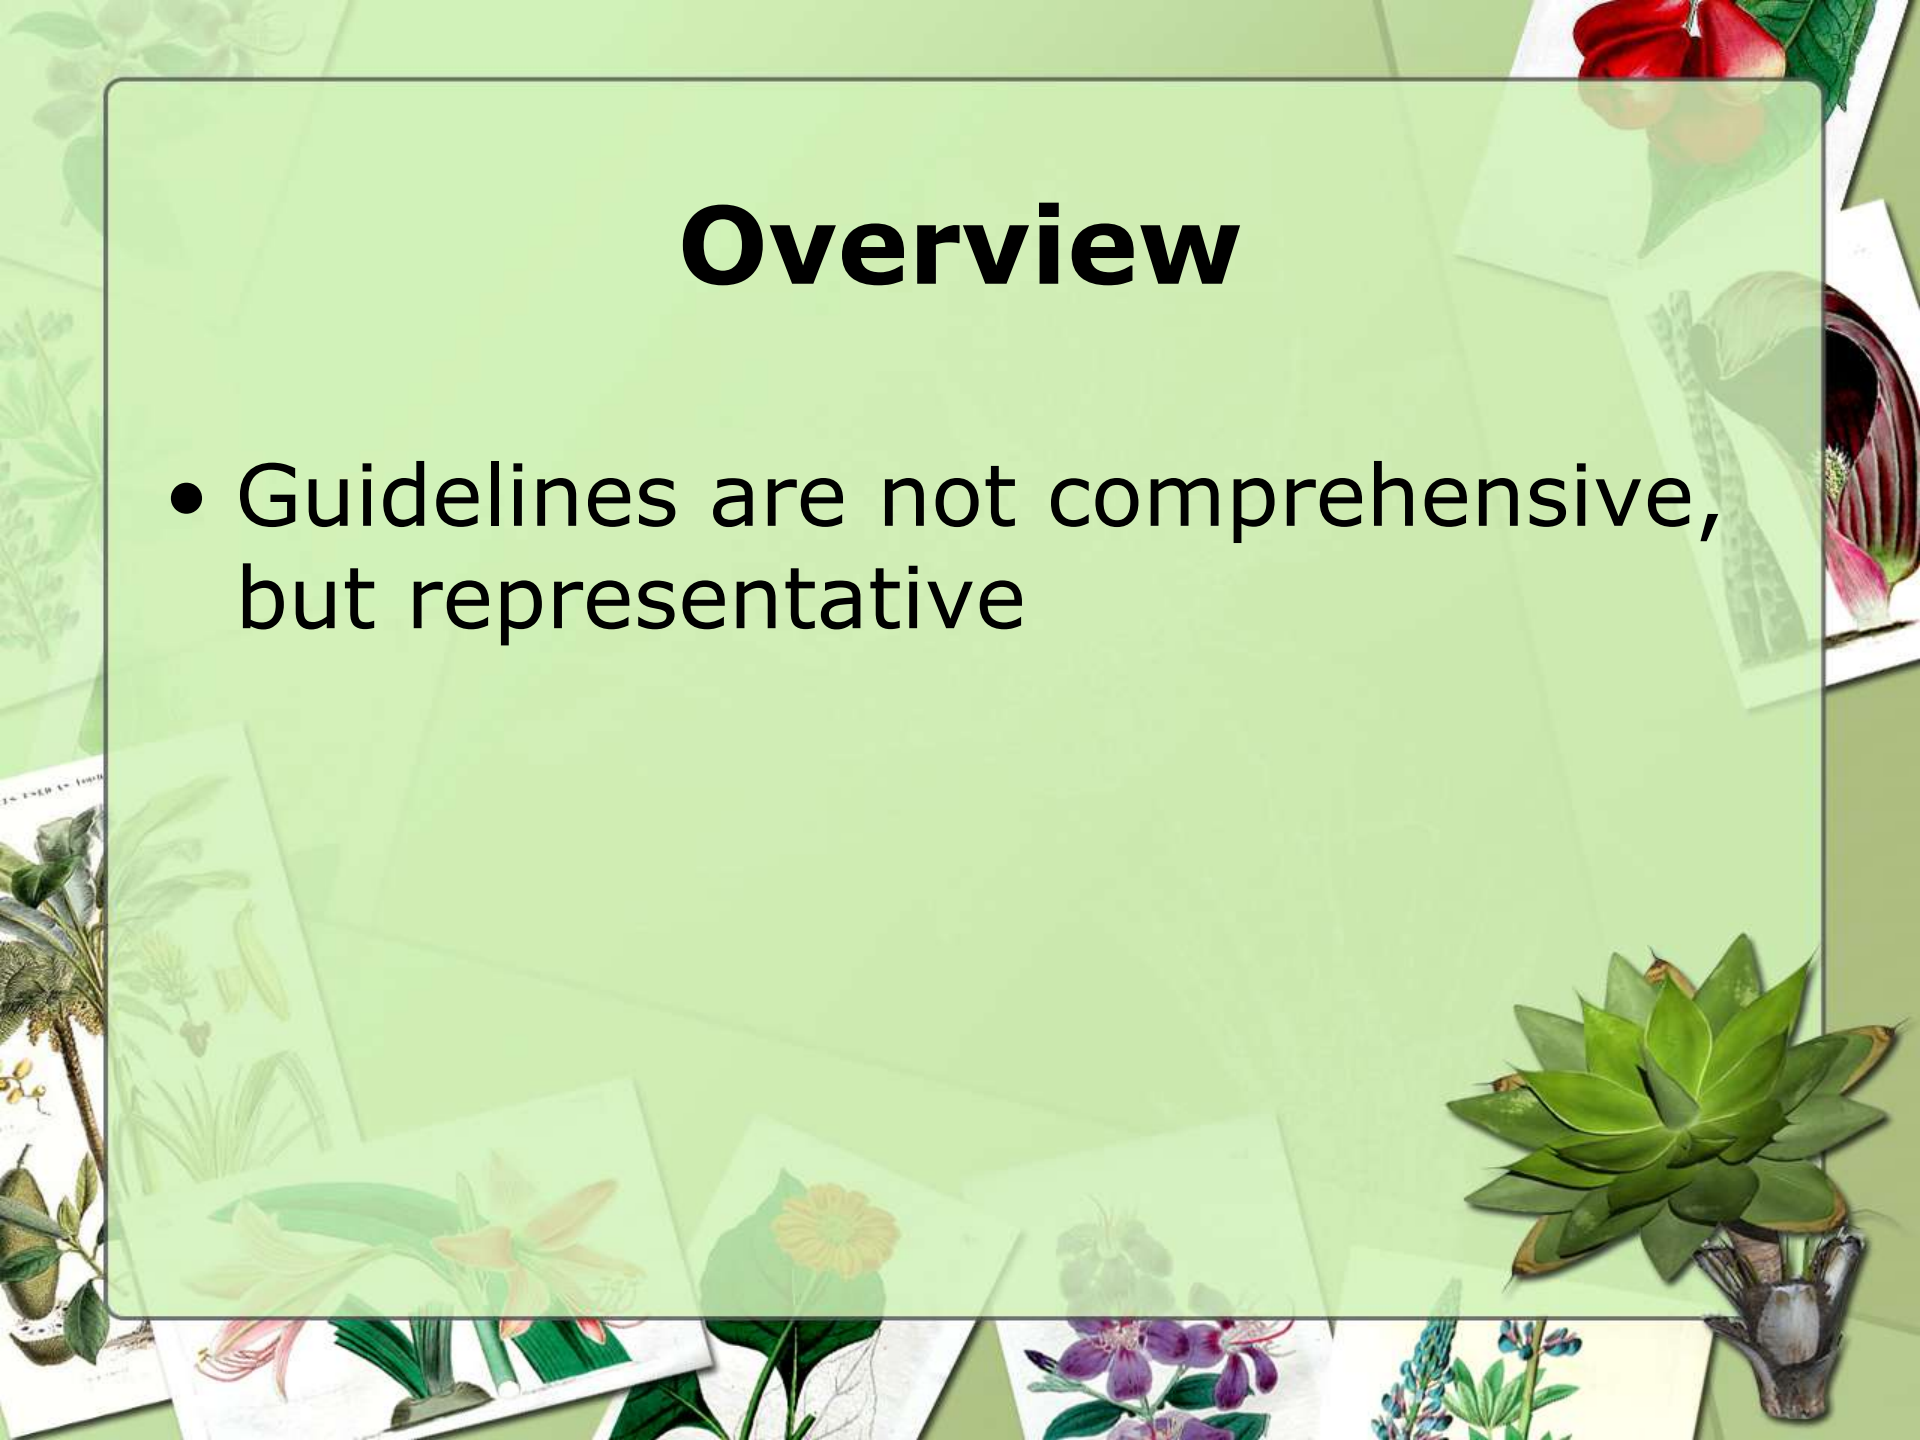 Overview
• Guidelines are not comprehensive,
but representative